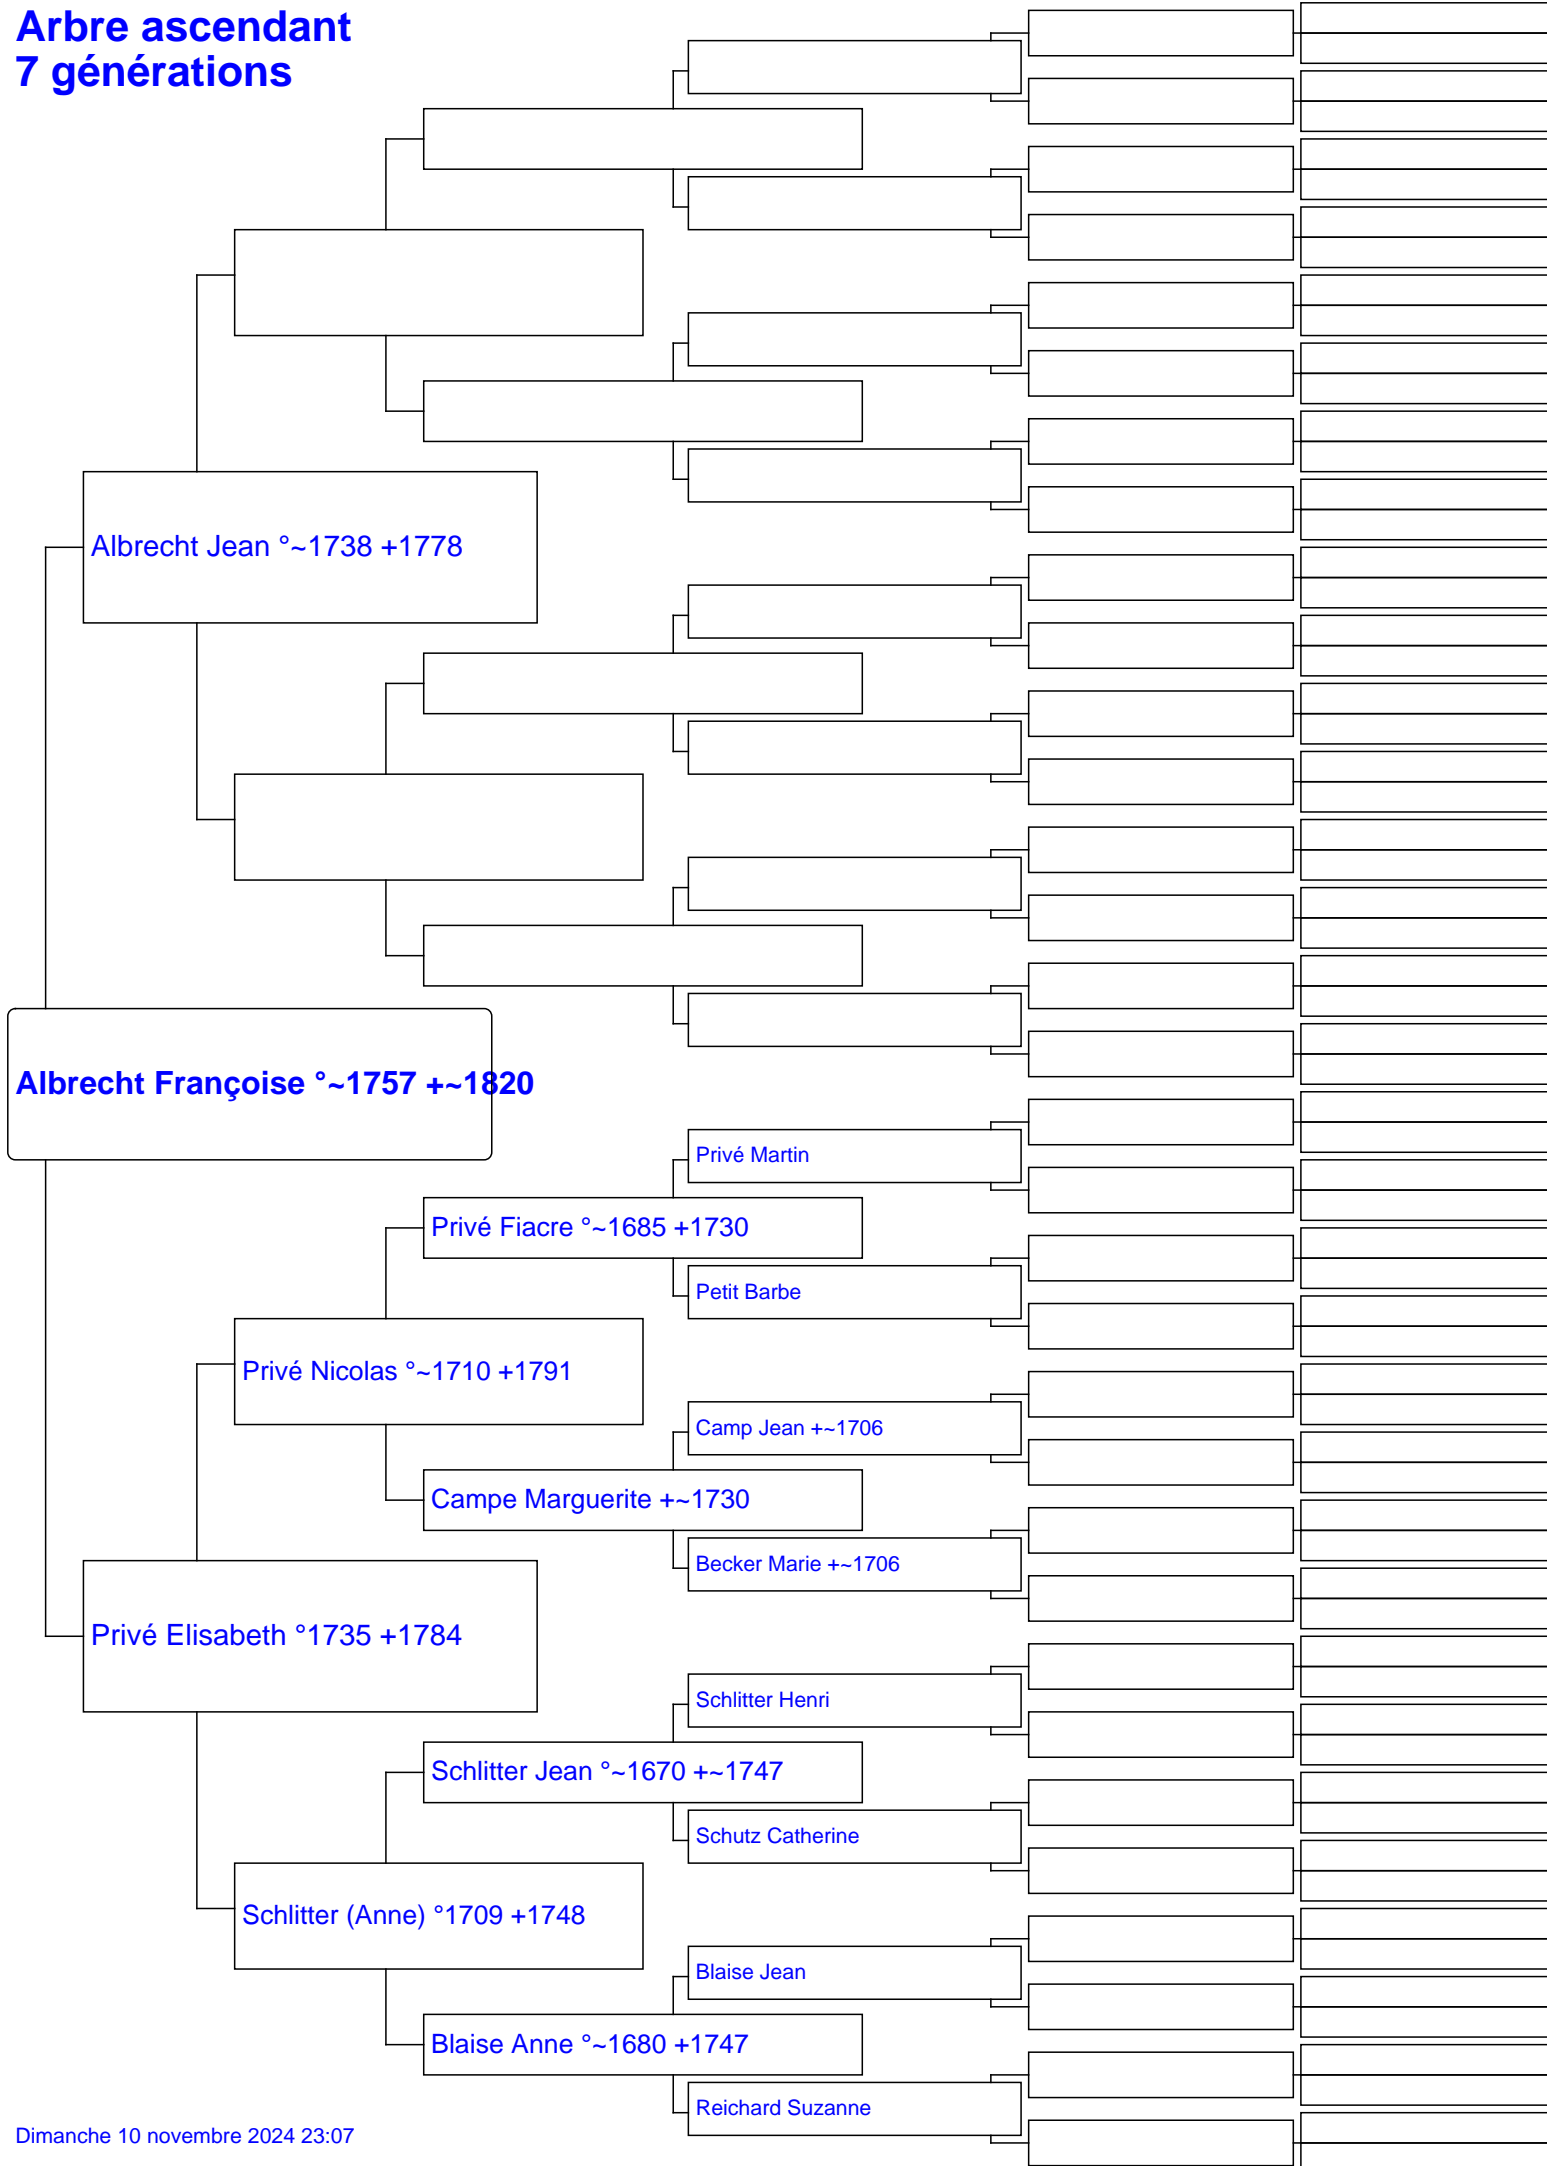 Arbre ascendant
7 générations
Albrecht Jean °~1738 +1778
Albrecht Françoise °~1757 +~1820
Privé Martin
Privé Fiacre °~1685 +1730
Petit Barbe
Privé Nicolas °~1710 +1791
Camp Jean +~1706
Campe Marguerite +~1730
Becker Marie +~1706
Privé Elisabeth °1735 +1784
Schlitter Henri
Schlitter Jean °~1670 +~1747
Schutz Catherine
Schlitter (Anne) °1709 +1748
Blaise Jean
Blaise Anne °~1680 +1747
Reichard Suzanne
Dimanche 10 novembre 2024 23:07